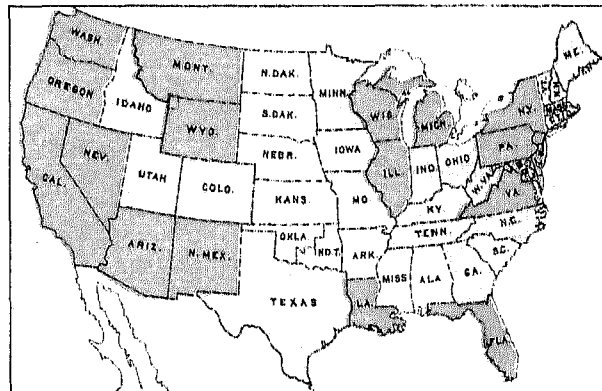 WASH.
MONT.
N.DAK.
MINN.
ME.
OREGON
IDAHO
S.DAK.
WIS.
MICH.
N.Y.
WYO.
NEBR.
IOWA
PA.
NEV.
UTAH
COLO.
ILL.
IND.
OHIO
W.VA.
VA.
CAL.
KANS.
MO.
KY.
N.C.
ARIZ.
N.MEX.
OKLA.
IND.T.
ARK.
TENN.
S.C.
TEXAS
LA.
MISS
ALA
GA.
FLA.